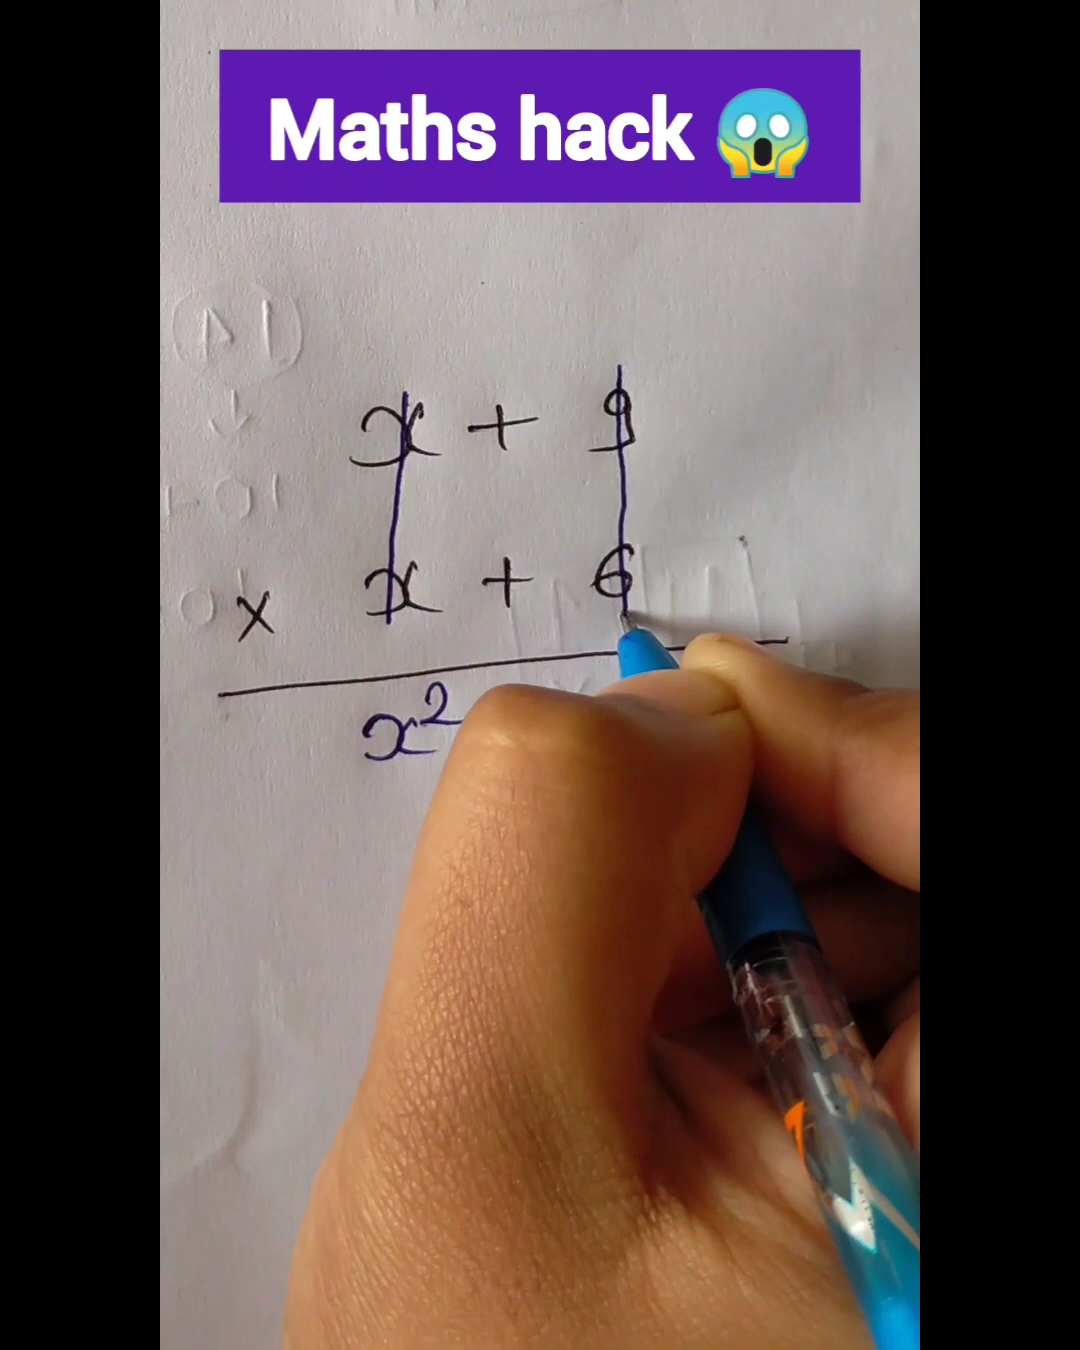 Maths hack 😱
x + 9
× x + 6
x²